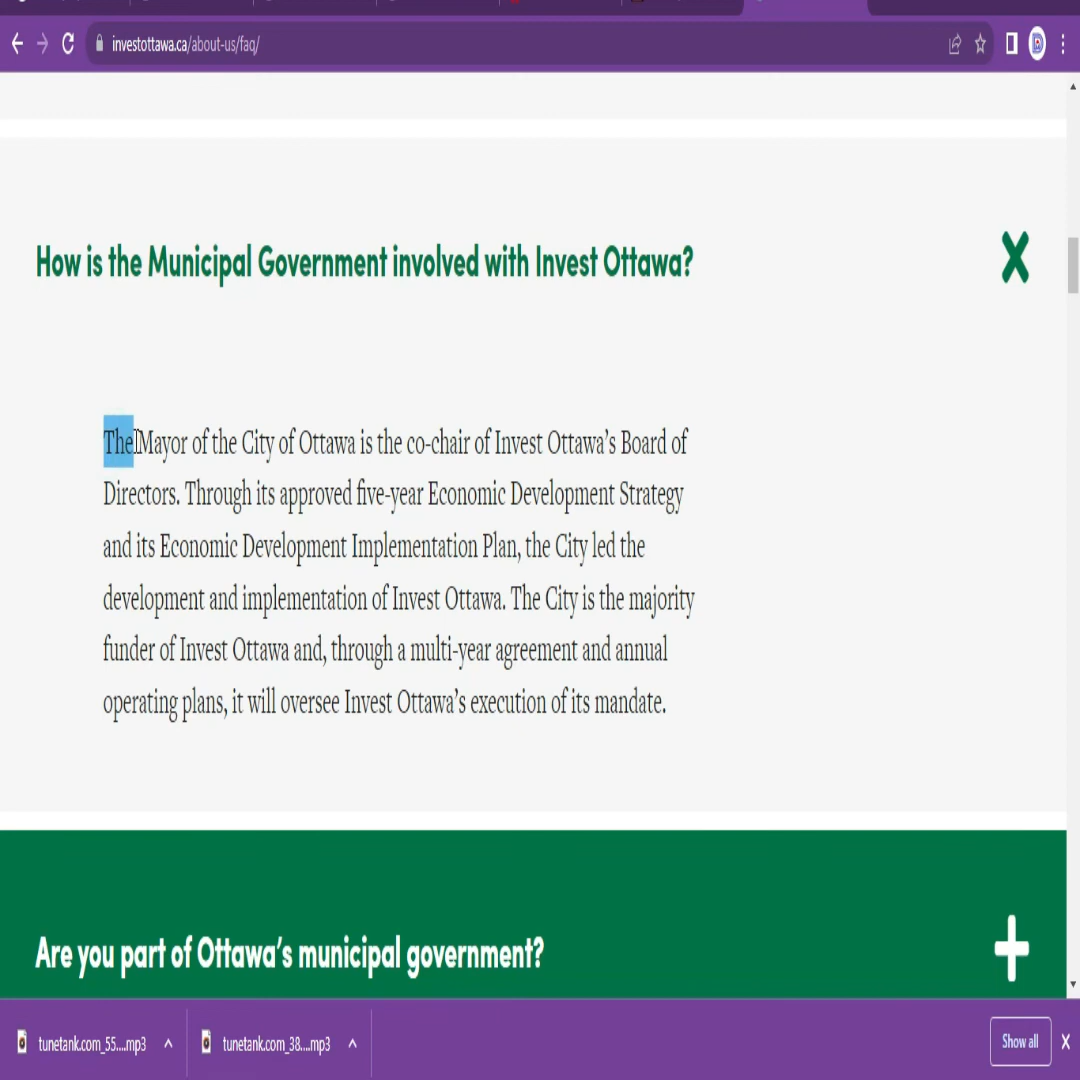 investottawa.ca/about-us/faq/
How is the Municipal Government involved with Invest Ottawa?
The Mayor of the City of Ottawa is the co-chair of Invest Ottawa’s Board of
Directors. Through its approved five-year Economic Development Strategy
and its Economic Development Implementation Plan, the City led the
development and implementation of Invest Ottawa. The City is the majority
funder of Invest Ottawa and, through a multi-year agreement and annual
operating plans, it will oversee Invest Ottawa’s execution of its mandate.
Are you part of Ottawa’s municipal government?
tunetank.com_55....mp3
tunetank.com_38....mp3
Show all